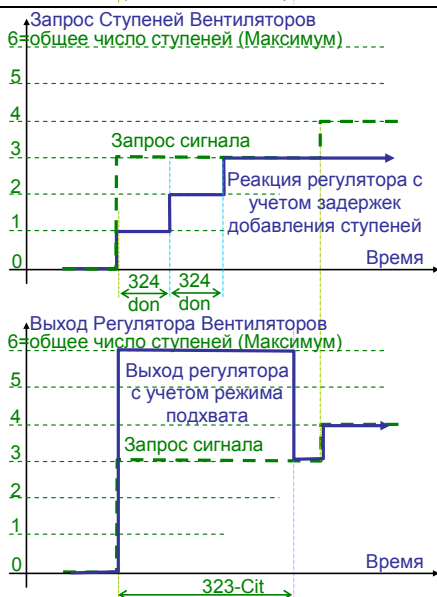 Запрос Ступеней Вентиляторов
6=общее число ступеней (Максимум)
5
4
Запрос сигнала
3
Реакция регулятора с
учетом задержек
добавления ступеней
2
1
Время
0
324
don
324
don
Выход Регулятора Вентиляторов
6=общее число ступеней (Максимум)
Выход регулятора
с учетом режима
подхвата
5
4
Запрос сигнала
3
2
1
Время
0
323-Cit